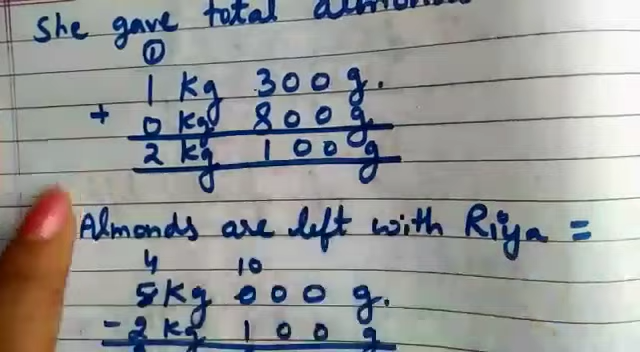 She gave total almonds
1
1 kg 300 g.
+ 0 kg 800 g
2 kg 100 g
Almonds are left with Riya =
4 10
5 kg 000 g.
- 2 kg 100 g